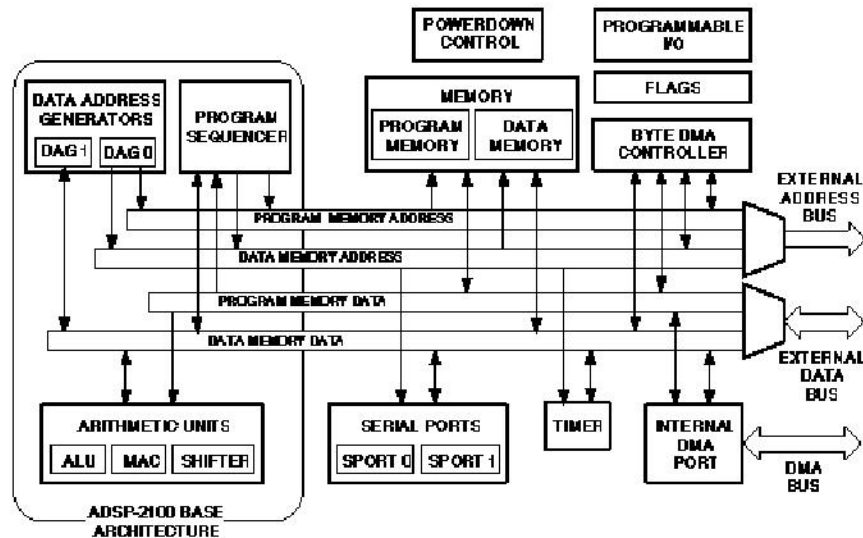 POWERDOWN
CONTROL
PROGRAMMABLE
I/O
DATA ADDRESS
GENERATORS
DAG 1
DAG 0
PROGRAM
SEQUENCER
MEMORY
PROGRAM
MEMORY
DATA
MEMORY
FLAGS
BYTE DMA
CONTROLLER
EXTERNAL
ADDRESS
BUS
PROGRAM MEMORY ADDRESS
DATA MEMORY ADDRESS
PROGRAM MEMORY DATA
DATA MEMORY DATA
EXTERNAL
DATA
BUS
ARITHMETIC UNITS
ALU
MAC
SHIFTER
SERIAL PORTS
SPORT 0
SPORT 1
TIMER
INTERNAL
DMA
PORT
DMA
BUS
ADSP-2100 BASE
ARCHITECTURE